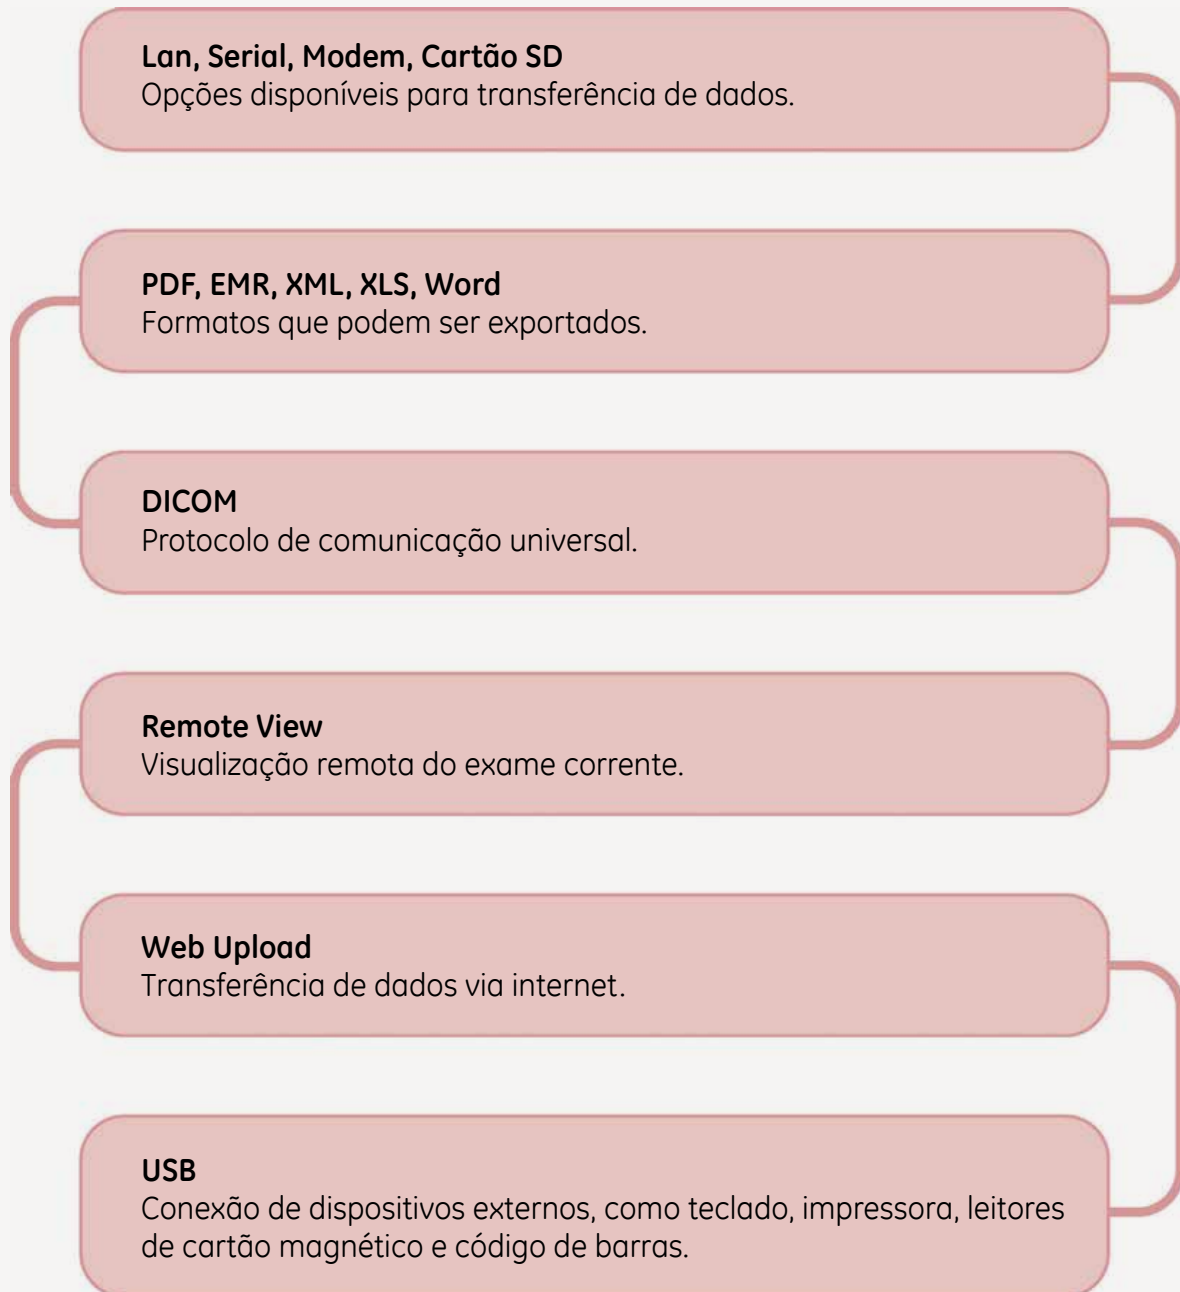 Lan, Serial, Modem, Cartão SD
Opções disponíveis para transferência de dados.
PDF, EMR, XML, XLS, Word
Formatos que podem ser exportados.
DICOM
Protocolo de comunicação universal.
Remote View
Visualização remota do exame corrente.
Web Upload
Transferência de dados via internet.
USB
Conexão de dispositivos externos, como teclado, impressora, leitores
de cartão magnético e código de barras.